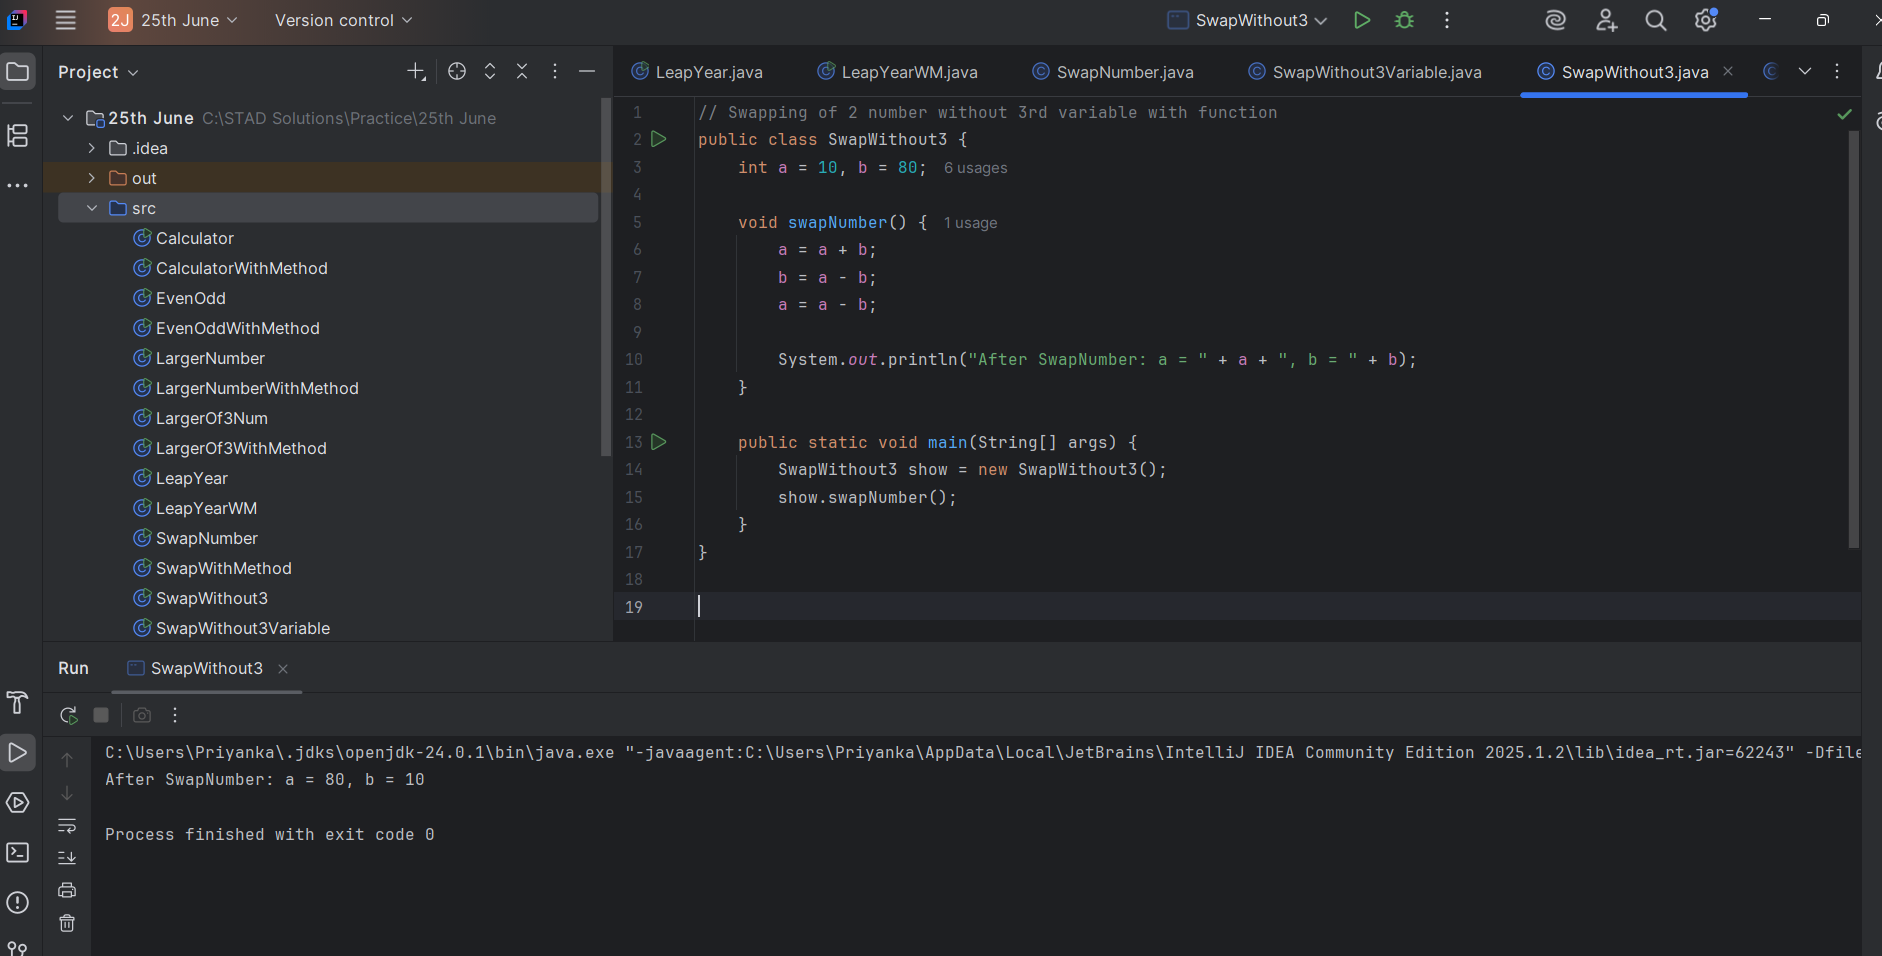 2J 25th June Version control SwapWithout3
Project
LeapYear.java LeapYearWM.java SwapNumber.java SwapWithout3Variable.java SwapWithout3.java
25th June C:\STAD Solutions\Practice\25th June
.idea
out
src
Calculator
CalculatorWithMethod
EvenOdd
EvenOddWithMethod
LargerNumber
LargerNumberWithMethod
LargerOf3Num
LargerOf3WithMethod
LeapYear
LeapYearWM
SwapNumber
SwapWithMethod
SwapWithout3
SwapWithout3Variable
1 // Swapping of 2 number without 3rd variable with function
2 public class SwapWithout3 {
3 int a = 10, b = 80; 6 usages
4
5 void swapNumber() { 1 usage
6 a = a + b;
7 b = a - b;
8 a = a - b;
9
10 System.out.println("After SwapNumber: a = " + a + ", b = " + b);
11 }
12
13 public static void main(String[] args) {
14 SwapWithout3 show = new SwapWithout3();
15 show.swapNumber();
16 }
17 }
18
19
Run SwapWithout3
C:\Users\Priyanka\.jdks\openjdk-24.0.1\bin\java.exe "-javaagent:C:\Users\Priyanka\AppData\Local\JetBrains\IntelliJ IDEA Community Edition 2025.1.2\lib\idea_rt.jar=62243" -Dfile
After SwapNumber: a = 80, b = 10
Process finished with exit code 0